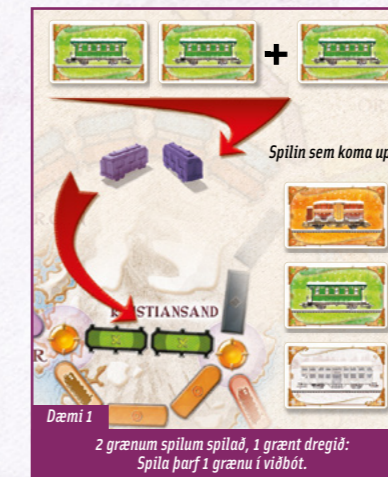 +
Spilin sem koma up
STIANSAND
Dæmi 1
2 grænum spilum spilað, 1 grænt dregið:
Spila þarf 1 grænu í viðbót.